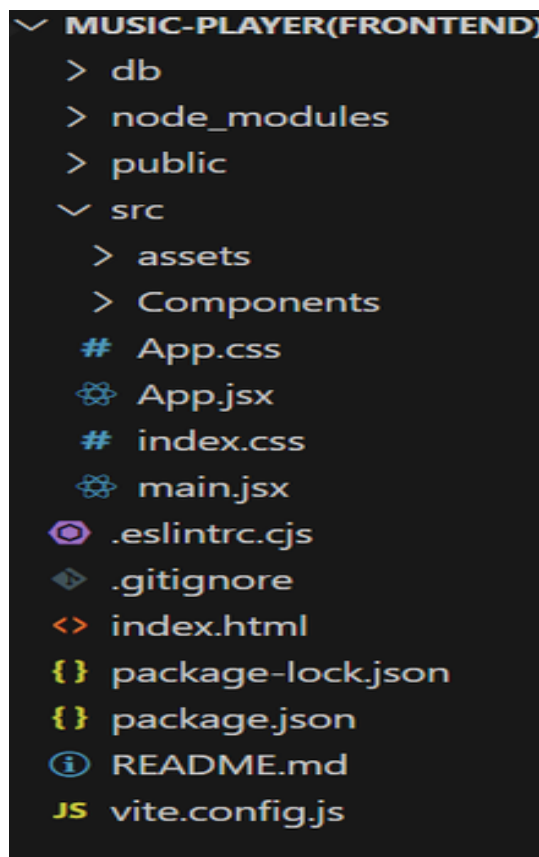 MUSIC-PLAYER(FRONTEND)
db
node_modules
public
src
assets
Components
# App.css
App.jsx
# index.css
main.jsx
.eslintrc.cjs
.gitignore
<> index.html
{} package-lock.json
{} package.json
README.md
JS vite.config.js